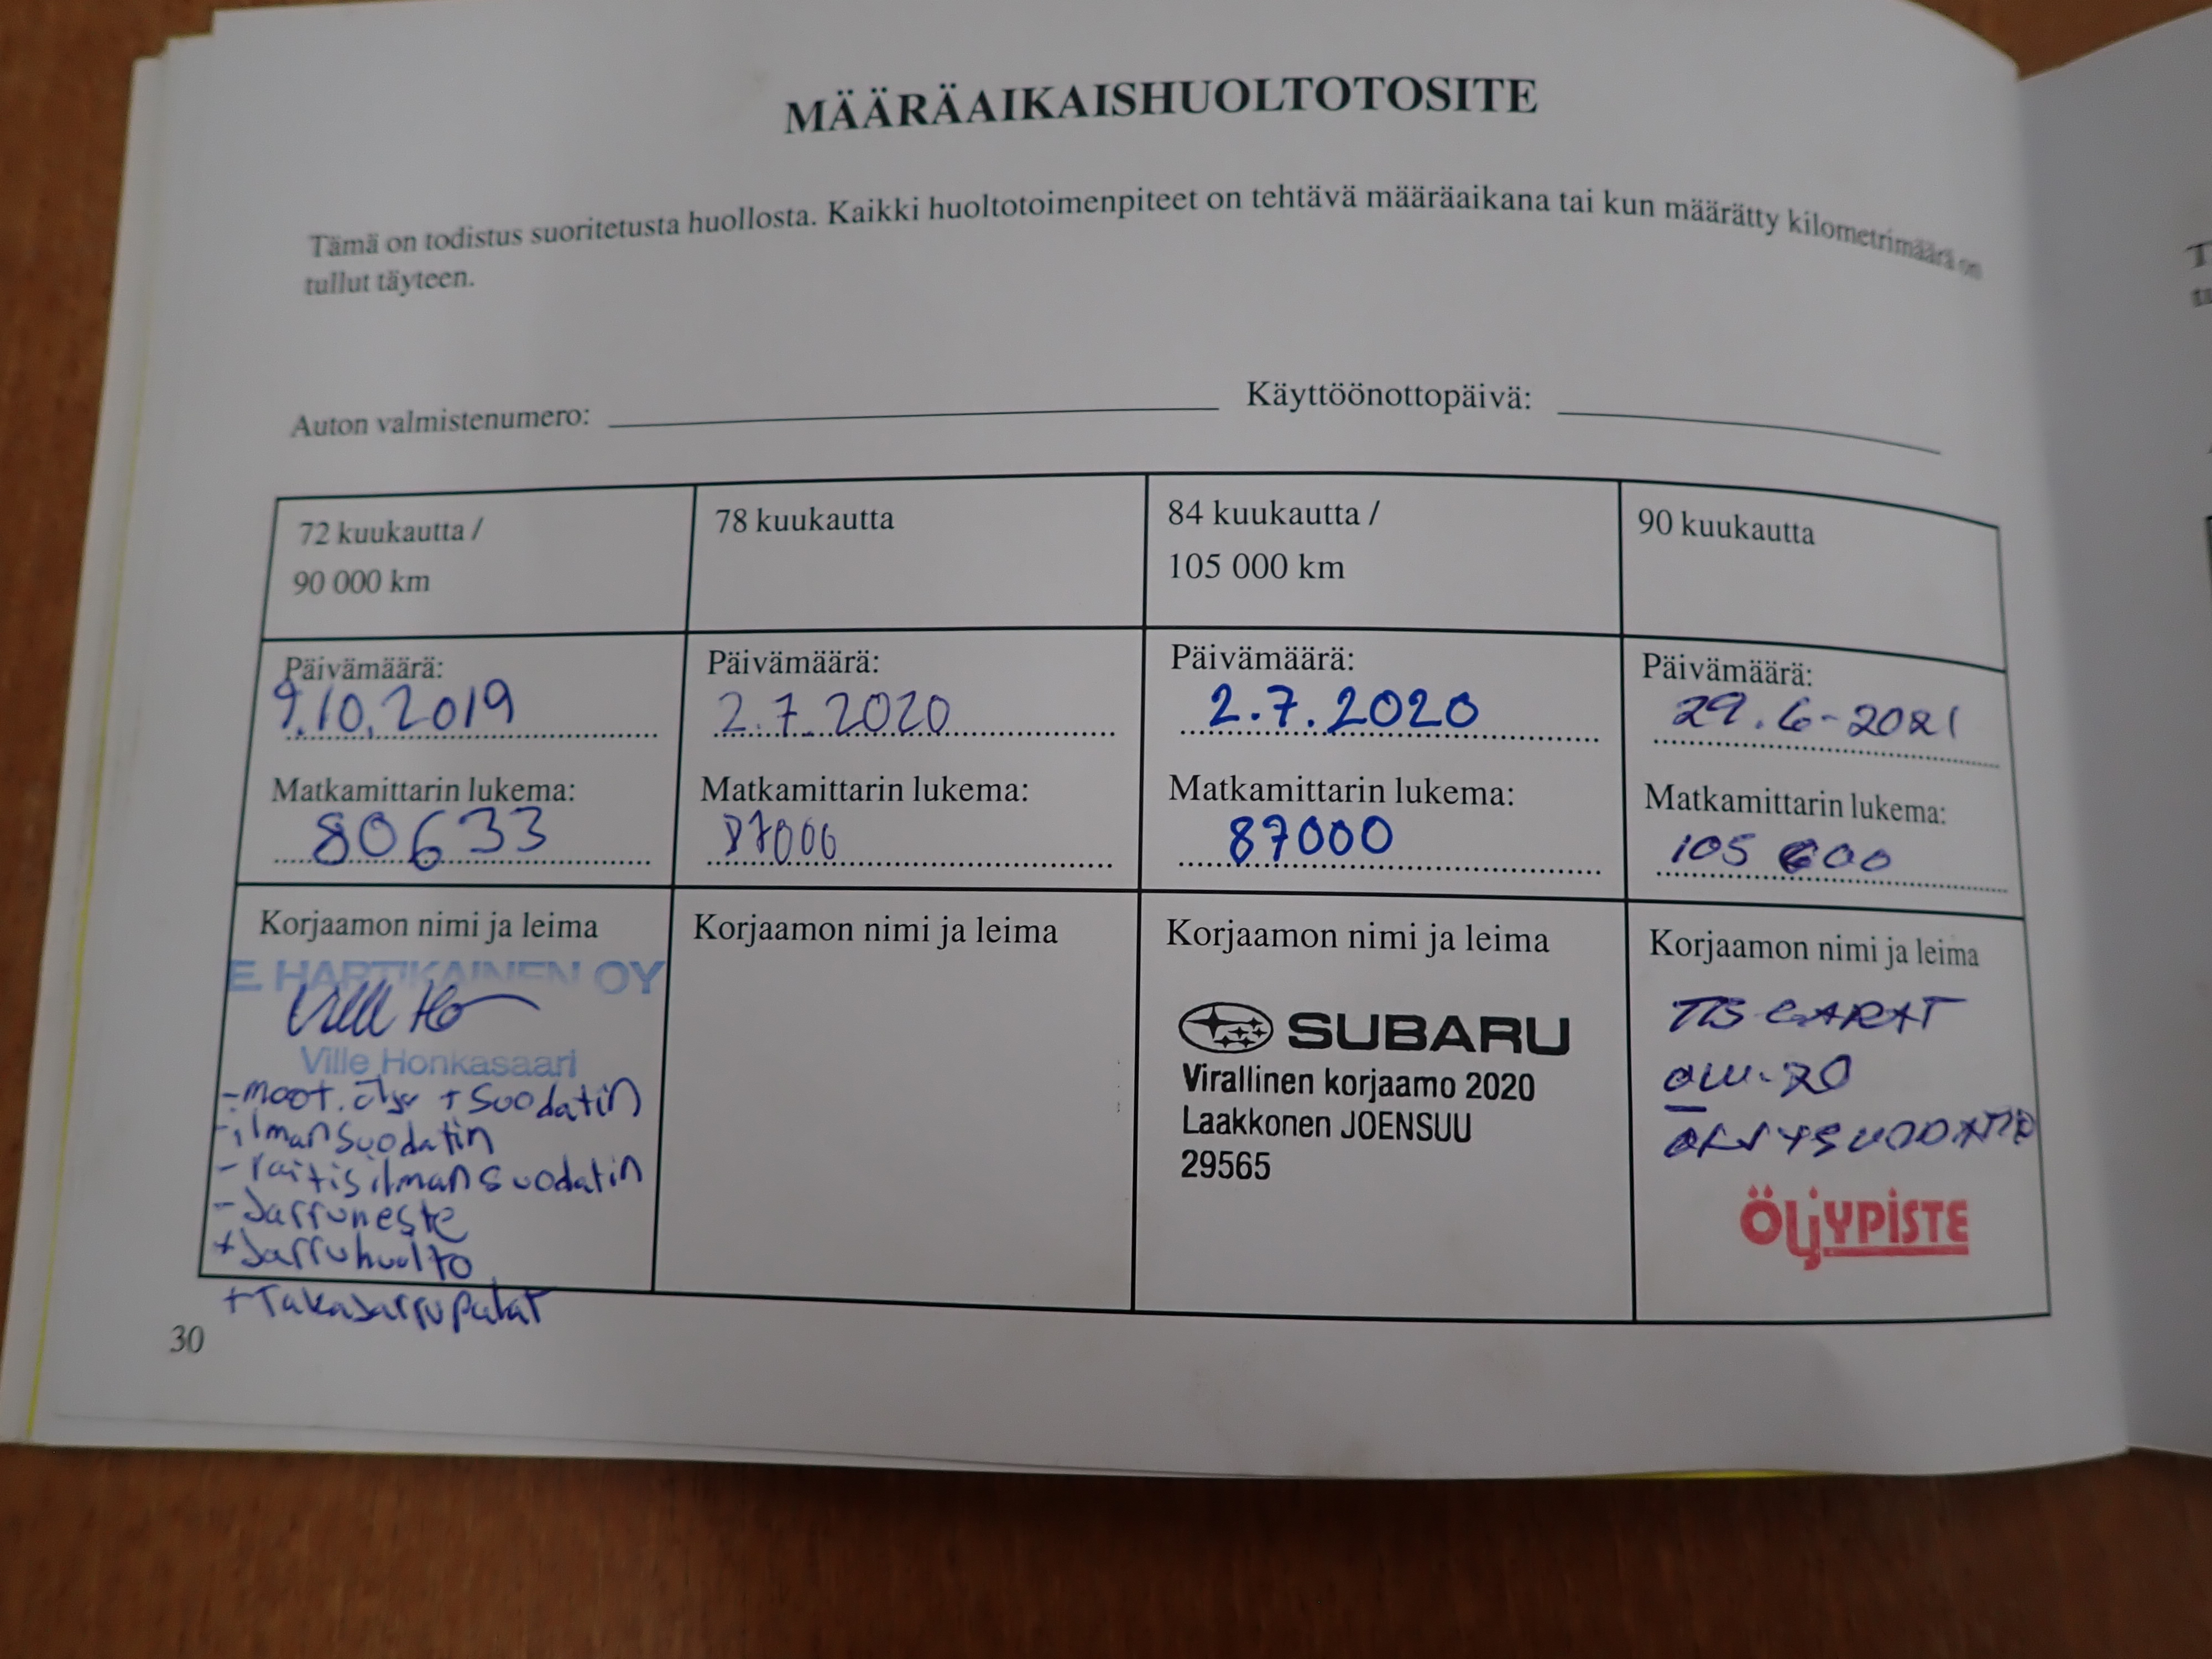 MÄÄRÄAIKAISHUOLTOTOSITE
Tämä on todistus suoritetusta huollosta. Kaikki huoltotoimenpiteet on tehtävä määräaikana tai kun määrätty kilometrimäärä on
tullut täyteen.
Auton valmistenumero:
Käyttöönottopäivä:
72 kuukautta /
90 000 km
Päivämäärä:
9.10.2019
Matkamittarin lukema:
80633
Korjaamon nimi ja leima
E. HARTIKAINEN OY
Ville Honkasaari
- moot. öljy + suodatin
- ilmansuodatin
- raitisilmansuodatin
- Jarruneste
+ Jarruhuolto
+ Takajarrupalat
78 kuukautta
Päivämäärä:
2.7.2020
Matkamittarin lukema:
87000
Korjaamon nimi ja leima
84 kuukautta /
105 000 km
Päivämäärä:
2.7.2020
Matkamittarin lukema:
87000
Korjaamon nimi ja leima
SUBARU
Virallinen korjaamo 2020
Laakkonen JOENSUU
29565
90 kuukautta
Päivämäärä:
29.6-2021
Matkamittarin lukema:
105 600
Korjaamon nimi ja leima
ÖLJYPISTE
30